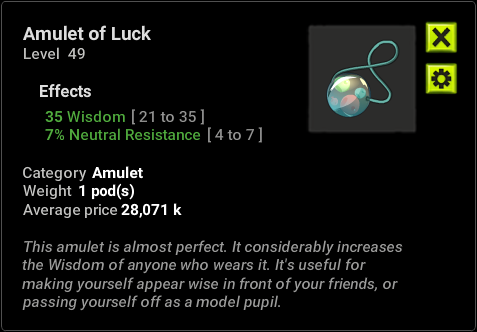 Amulet of Luck
Level 49
Effects
35 Wisdom [ 21 to 35 ]
7% Neutral Resistance [ 4 to 7 ]
Category Amulet
Weight 1 pod(s)
Average price 28,071 k
This amulet is almost perfect. It considerably increases
the Wisdom of anyone who wears it. It's useful for
making yourself appear wise in front of your friends, or
passing yourself off as a model pupil.